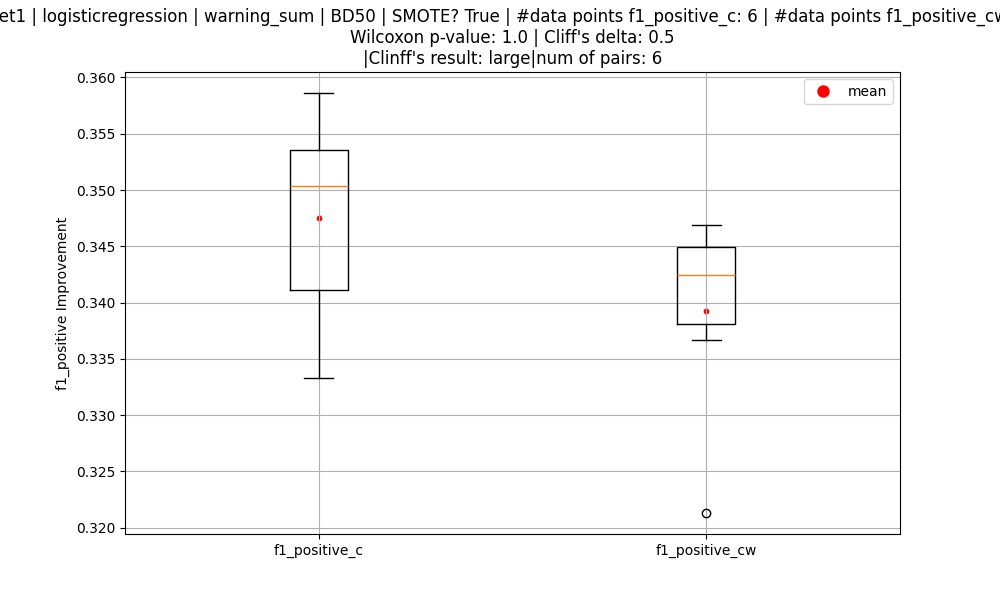 et1 | logisticregression | warning_sum | BD50 | SMOTE? True | #data points f1_positive_c: 6 | #data points f1_positive_cw
Wilcoxon p-value: 1.0 | Cliff's delta: 0.5
|Clinff's result: large|num of pairs: 6
mean
0.360
0.355
0.350
0.345
0.340
0.335
0.330
0.325
0.320
f1_positive Improvement
f1_positive_c
f1_positive_cw